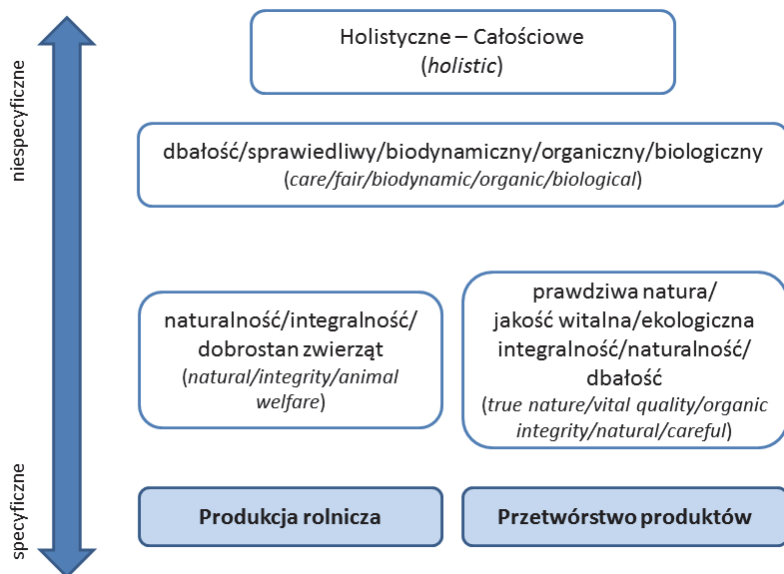 niespecyficzne
Holistyczne – Całościowe
(holistic)
dbałość/sprawiedliwy/biodynamiczny/organiczny/biologiczny
(care/fair/biodynamic/organic/biological)
naturalność/integralność/
dobrostan zwierząt
(natural/integrity/animal
welfare)
prawdziwa natura/
jakość witalna/ekologiczna
integralność/naturalność/
dbałość
(true nature/vital quality/organic
integrity/natural/careful)
specyficzne
Produkcja rolnicza
Przetwórstwo produktów